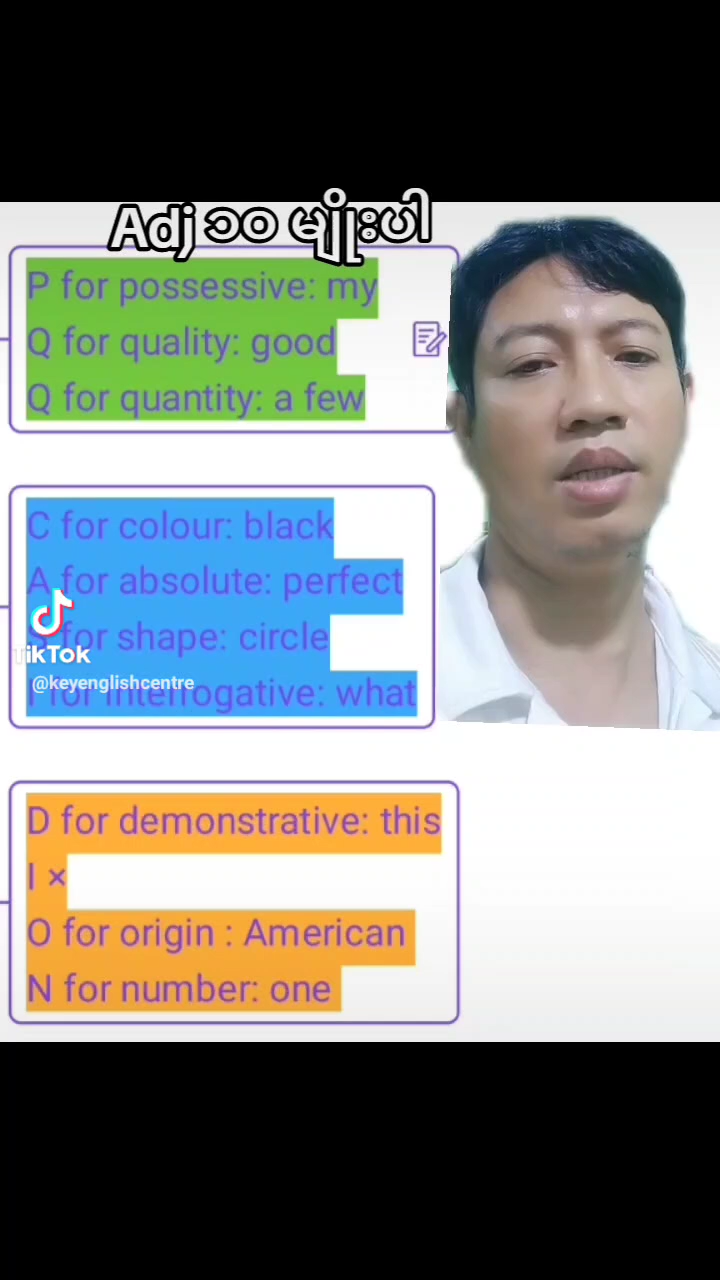 Adj ၁၀ မျိုးပါ
P for possessive: my
Q for quality: good
Q for quantity: a few
C for colour: black
A for absolute: perfect
S for shape: circle
I for interrogative: what
TikTok
@keyenglishcentre
D for demonstrative: this
I ×
O for origin : American
N for number: one